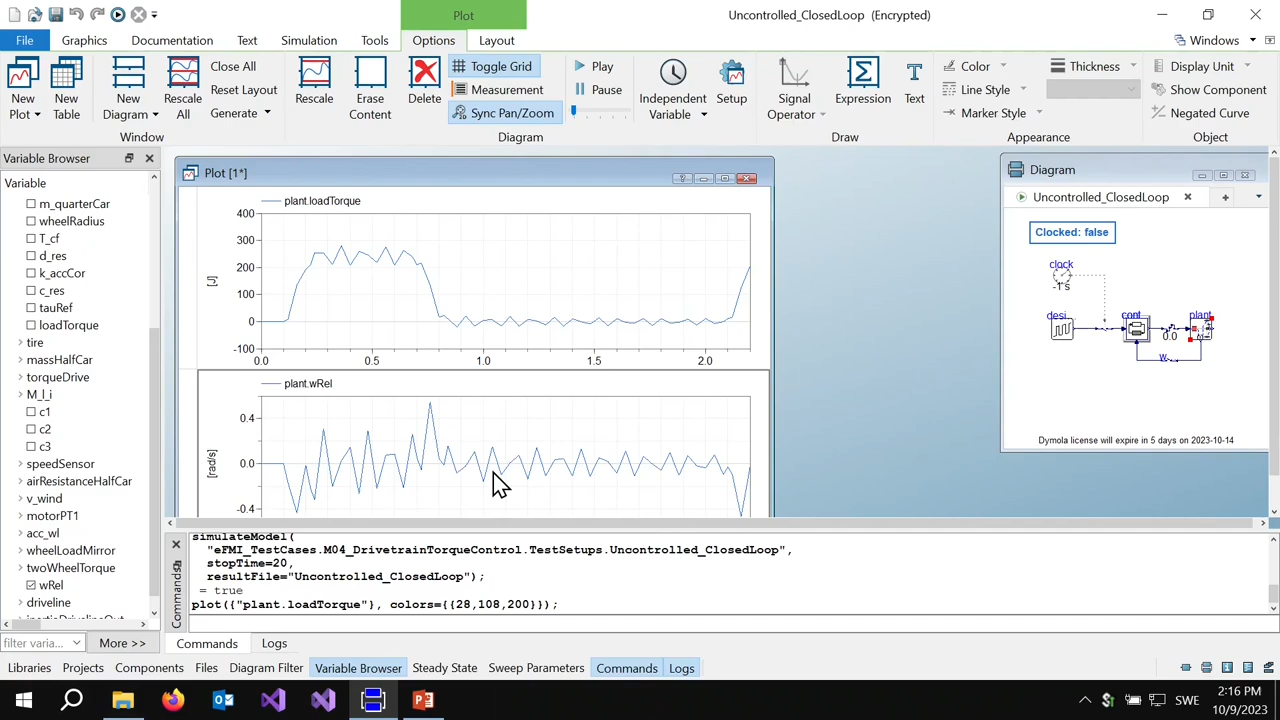 Plot
Uncontrolled_ClosedLoop (Encrypted)
File
Graphics
Documentation
Text
Simulation
Tools
Options
Layout
Windows
New Plot
New Table
New Diagram
Rescale All
Close All
Reset Layout
Generate
Window
Rescale
Erase Content
Delete
Toggle Grid
Measurement
Sync Pan/Zoom
Play
Pause
Diagram
Independent Variable
Setup
Signal Operator
Expression
Text
Draw
Color
Line Style
Marker Style
Thickness
Appearance
Display Unit
Show Component
Negated Curve
Object
Variable Browser
Variable
m_quarterCar
wheelRadius
T_cf
d_res
k_accCor
c_res
tauRef
loadTorque
tire
massHalfCar
torqueDrive
M_l_i
c1
c2
c3
speedSensor
airResistanceHalfCar
v_wind
motorPT1
acc_wl
wheelLoadMirror
twoWheelTorque
wRel
driveline
filter varia...
More >>
Plot [1*]
plant.loadTorque
400
300
200
100
0
-100
[J]
0.0
0.5
1.0
1.5
2.0
plant.wRel
0.4
0.0
-0.4
[rad/s]
Diagram
Uncontrolled_ClosedLoop
Clocked: false
clock
-1 s
desi
cont
plant
0.0
w
Dymola license will expire in 5 days on 2023-10-14
Commands
simulateModel(
"eFMI_TestCases.M04_DrivetrainTorqueControl.TestSetups.Uncontrolled_ClosedLoop",
stopTime=20,
resultFile="Uncontrolled_ClosedLoop");
= true
plot({"plant.loadTorque"}, colors={{28,108,200}});
Commands
Logs
Libraries
Projects
Components
Files
Diagram Filter
Variable Browser
Steady State
Sweep Parameters
Commands
Logs
SWE
2:16 PM
10/9/2023